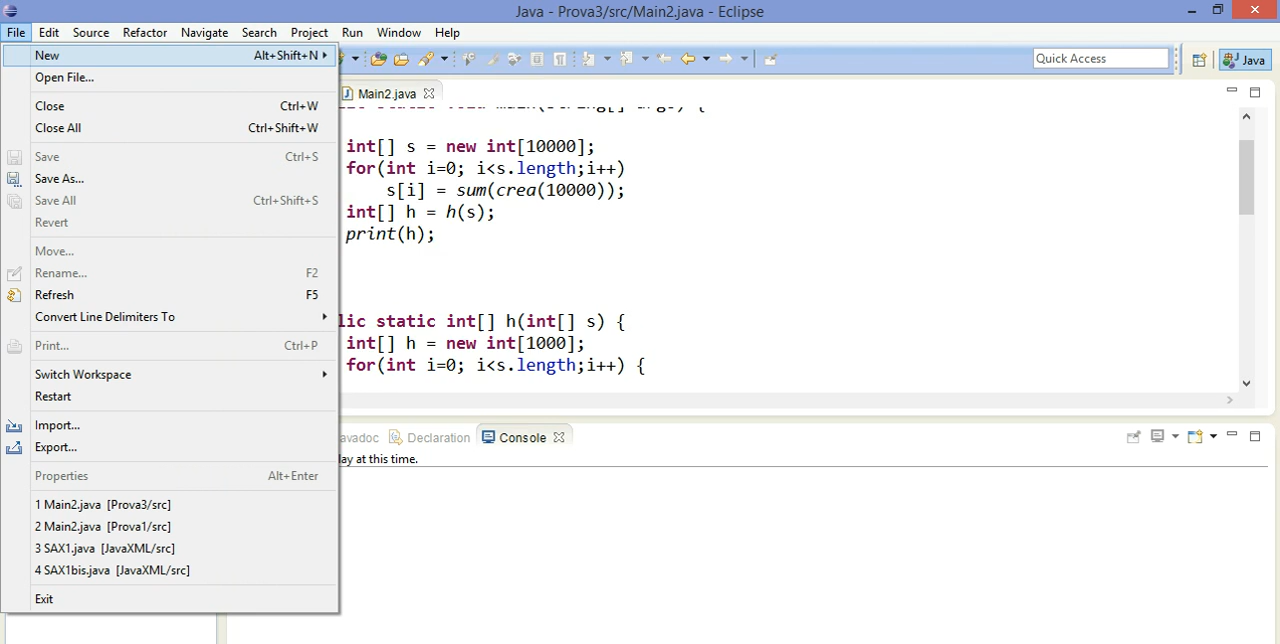 Java - Prova3/src/Main2.java - Eclipse
File Edit Source Refactor Navigate Search Project Run Window Help
New Alt+Shift+N
Open File...
Close Ctrl+W
Close All Ctrl+Shift+W
Save Ctrl+S
Save As...
Save All Ctrl+Shift+S
Revert
Move...
Rename... F2
Refresh F5
Convert Line Delimiters To
Print... Ctrl+P
Switch Workspace
Restart
Import...
Export...
Properties Alt+Enter
1 Main2.java [Prova3/src]
2 Main2.java [Prova1/src]
3 SAX1.java [JavaXML/src]
4 SAX1bis.java [JavaXML/src]
Exit
Quick Access
Java
Main2.java
int[] s = new int[10000];
for(int i=0; i<s.length;i++)
s[i] = sum(crea(10000));
int[] h = h(s);
print(h);
lic static int[] h(int[] s) {
int[] h = new int[1000];
for(int i=0; i<s.length;i++) {
avadoc Declaration Console
lay at this time.